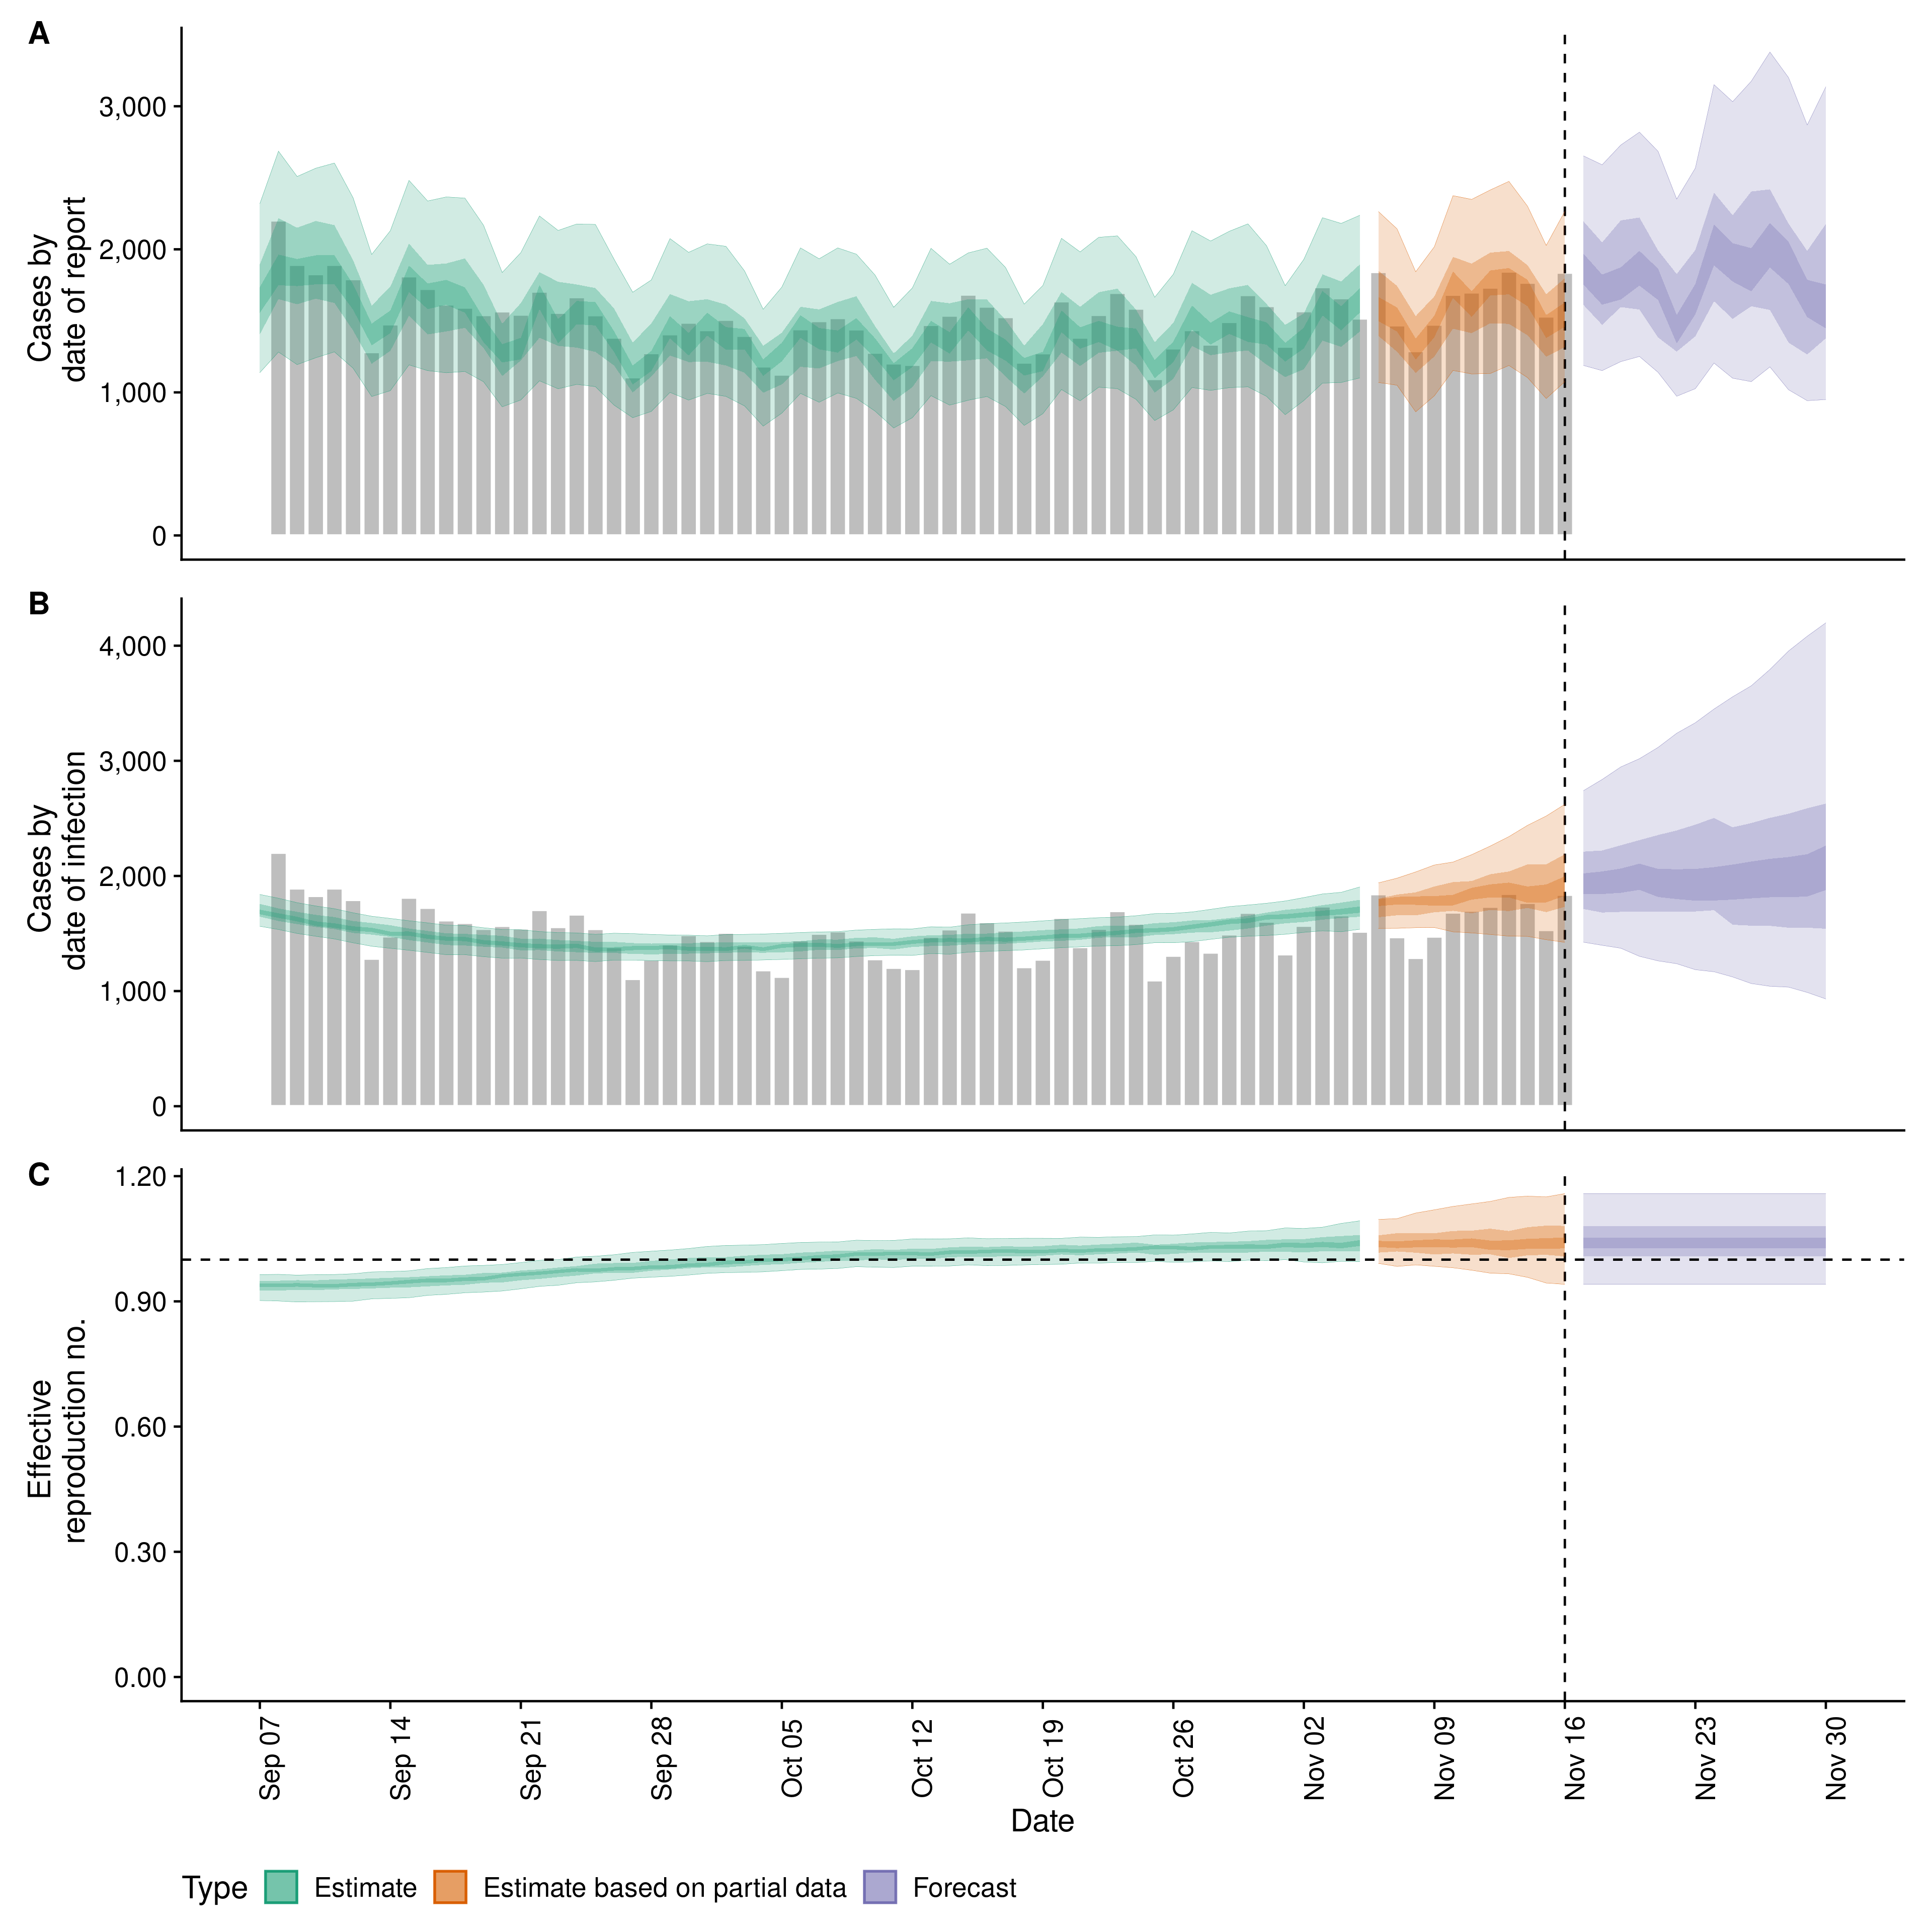 A
3,000
2,000
1,000
0
Cases by
date of report
B
4,000
3,000
2,000
1,000
0
Cases by
date of infection
C
1.20
0.90
0.60
0.30
0.00
Effective
reproduction no.
Sep 07
Sep 14
Sep 21
Sep 28
Oct 05
Oct 12
Oct 19
Oct 26
Nov 02
Nov 09
Nov 16
Nov 23
Nov 30
Date
Type Estimate Estimate based on partial data Forecast